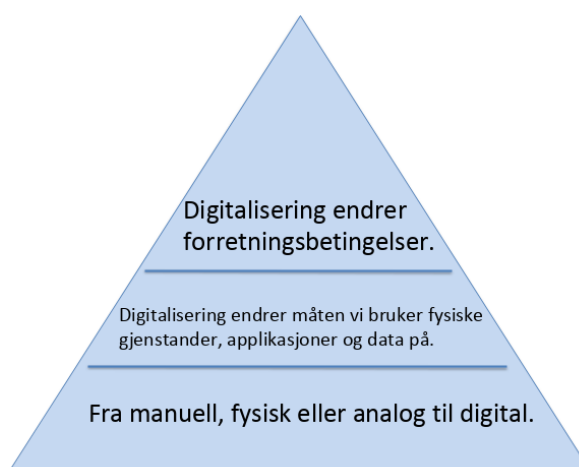 Digitalisering endrer
forretningsbetingelser.
Digitalisering endrer måten vi bruker fysiske
gjenstander, applikasjoner og data på.
Fra manuell, fysisk eller analog til digital.